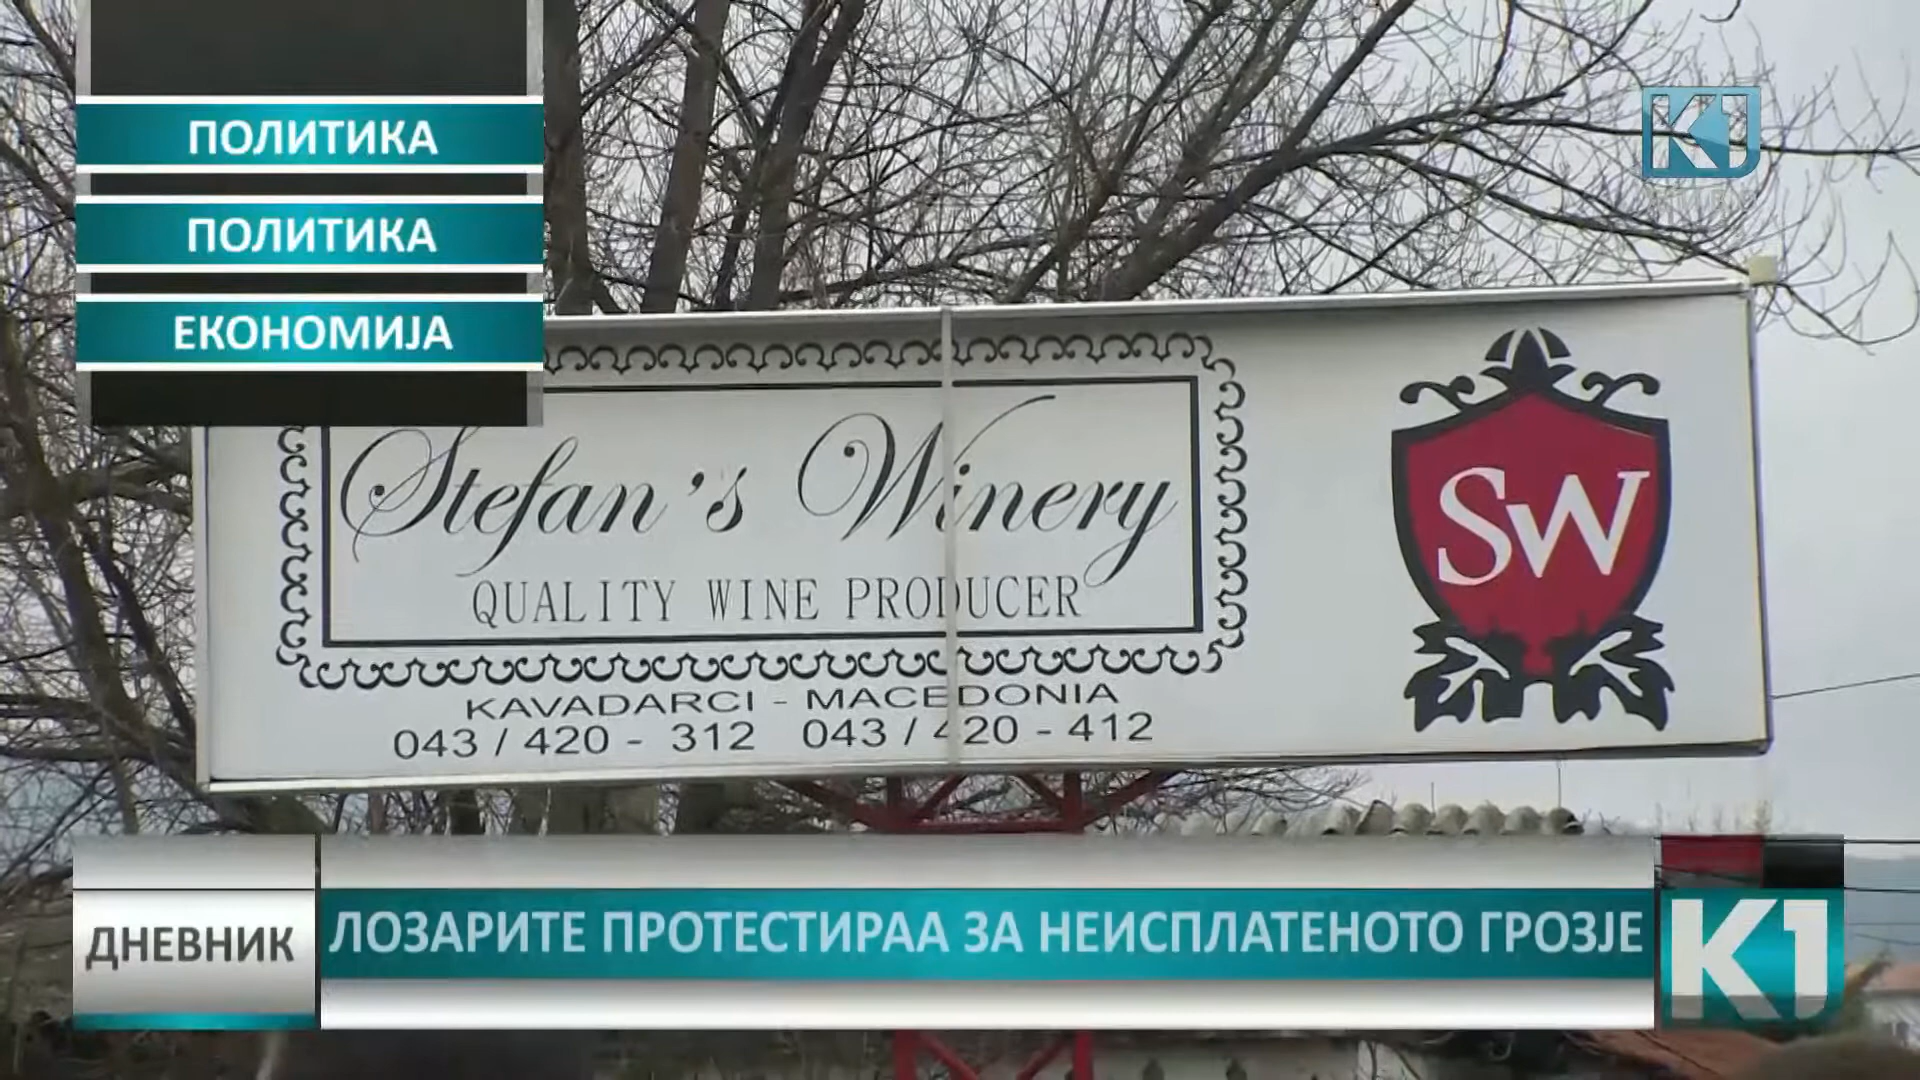 ПОЛИТИКА
ПОЛИТИКА
ЕКОНОМИЈА
K1
Stefan's Winery
QUALITY WINE PRODUCER
KAVADARCI - MACEDONIA
043 / 420 - 312 043 / 420 - 412
SW
ДНЕВНИК
ЛОЗАРИТЕ ПРОТЕСТИРАА ЗА НЕИСПЛАТЕНОТО ГРОЗЈЕ
K1